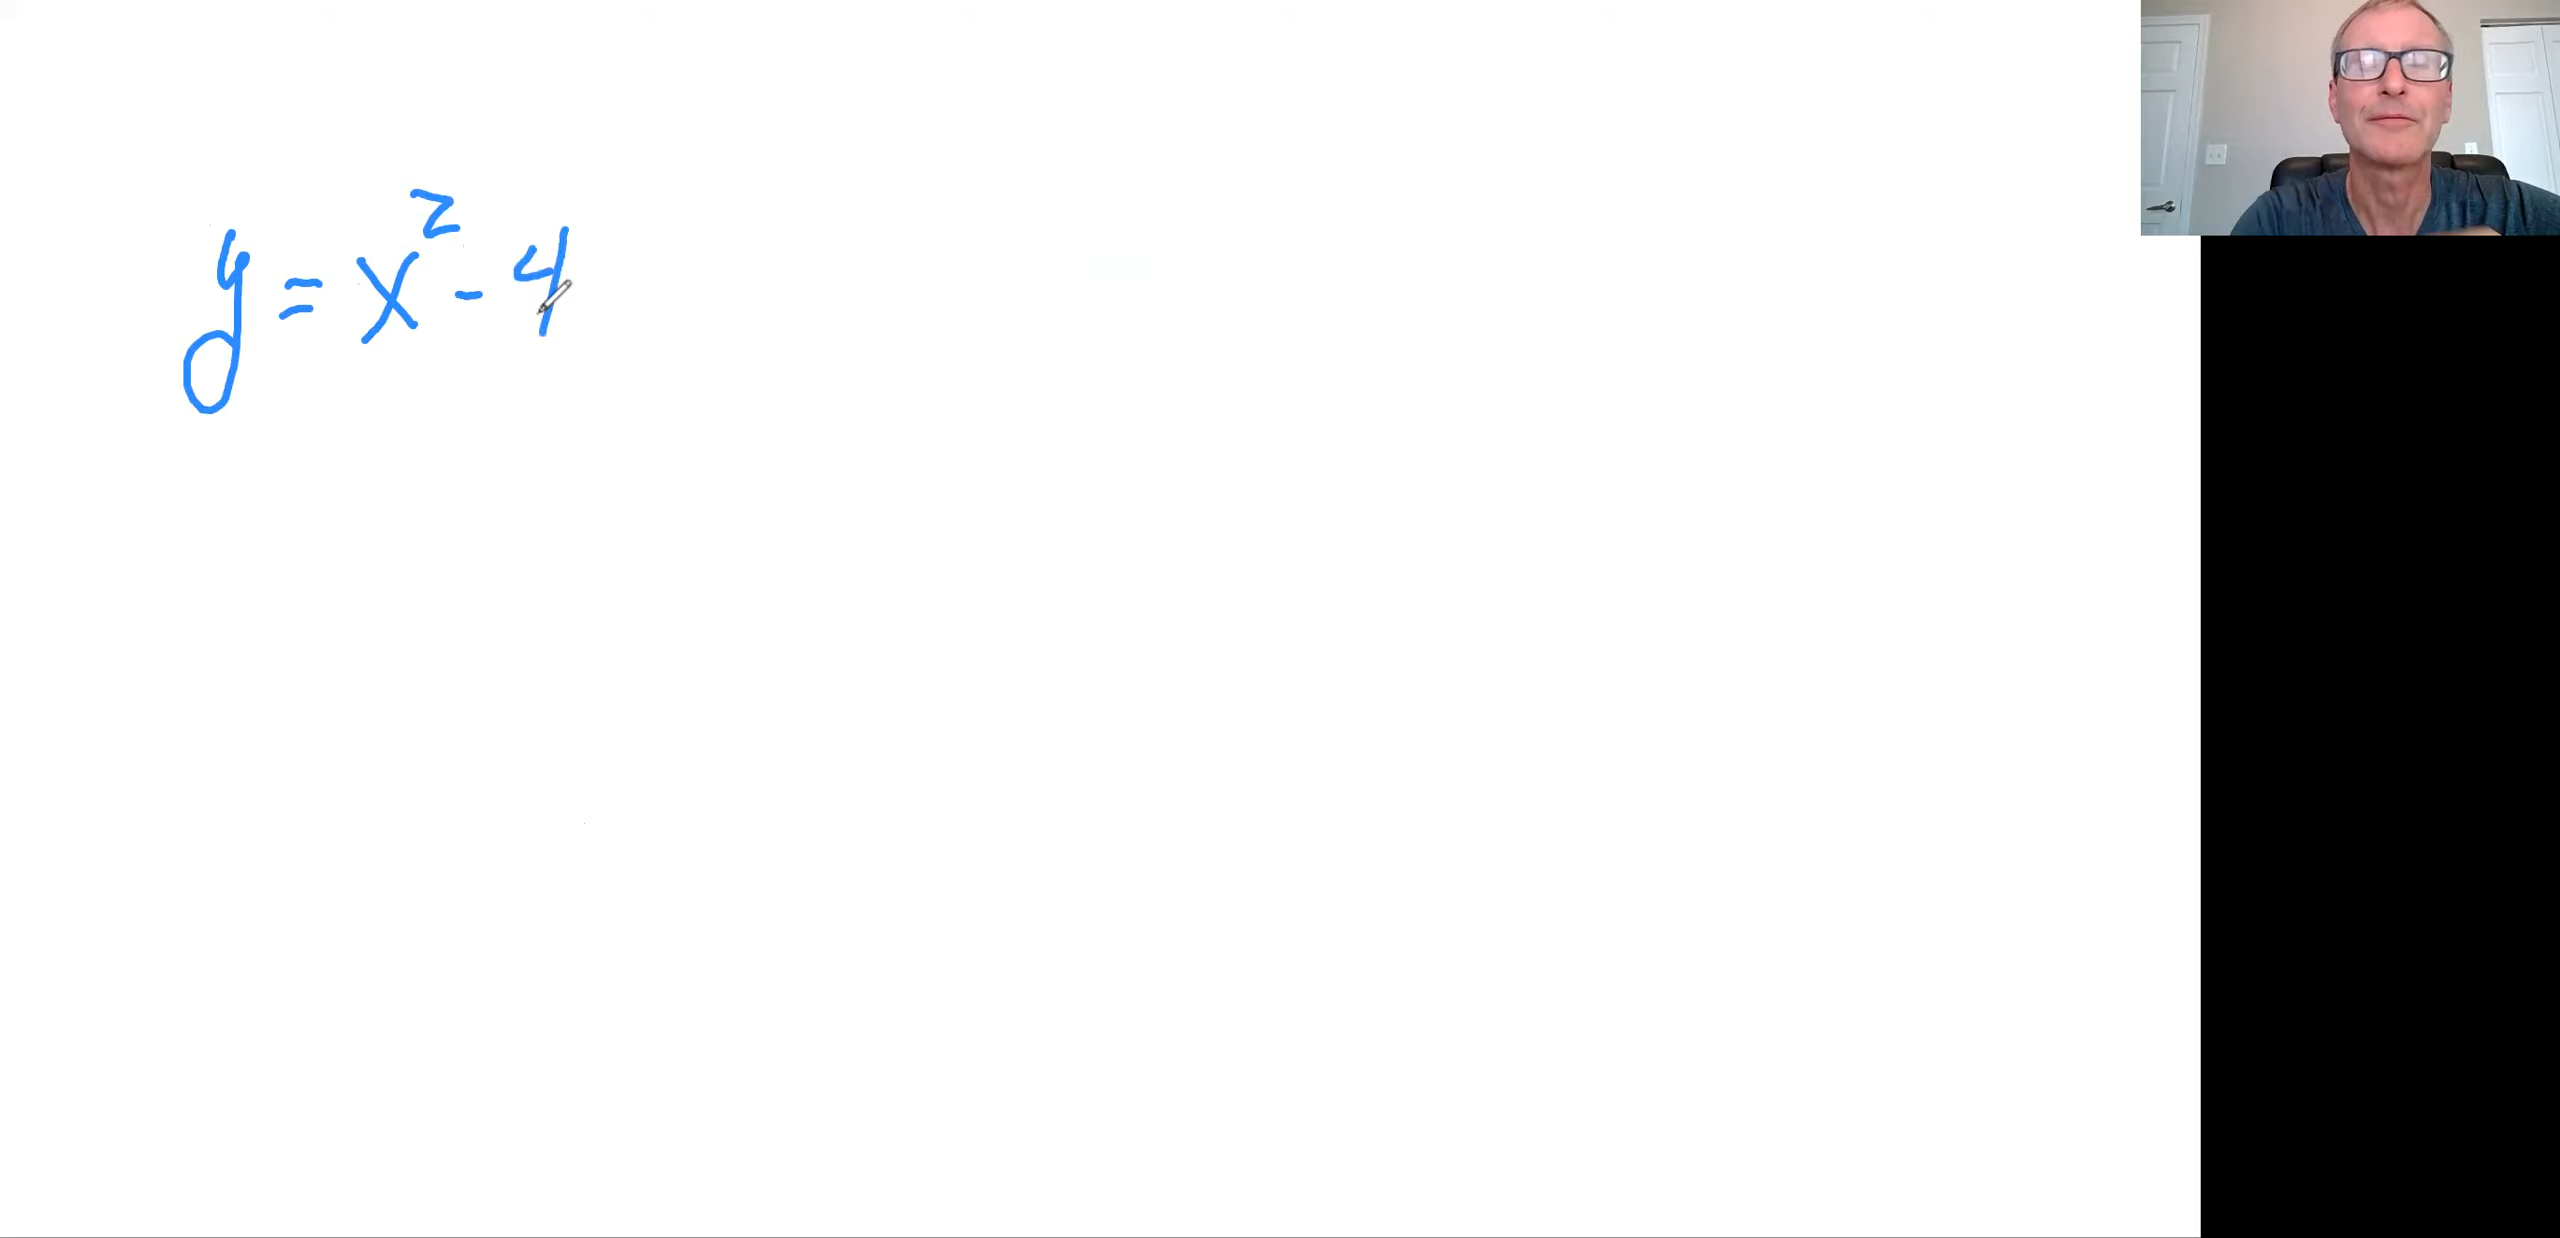 y = x² - 4